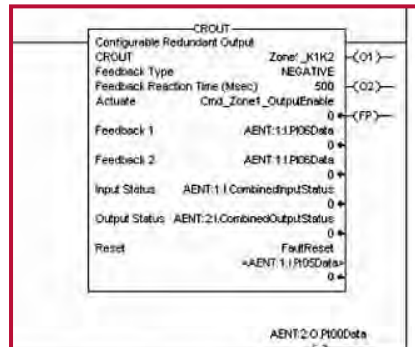 CROUT
Configurable Redundant Output
CROUT Zone1_K1K2 (O1)
Feedback Type NEGATIVE
Feedback Reaction Time (Msec) 500 (O2)
Actuate Cmd_Zone1_OutputEnable
0 (FP)
Feedback 1 AENT:1:I.Pt06Data
0
Feedback 2 AENT:1:I.Pt06Data
0
Input Status AENT:1:I.CombinedInputStatus
0
Output Status AENT:2:I.CombinedOutputStatus
0
Reset FaultReset
<AENT:1:I.Pt05Data>
0
AENT:2:O.Pt00Data